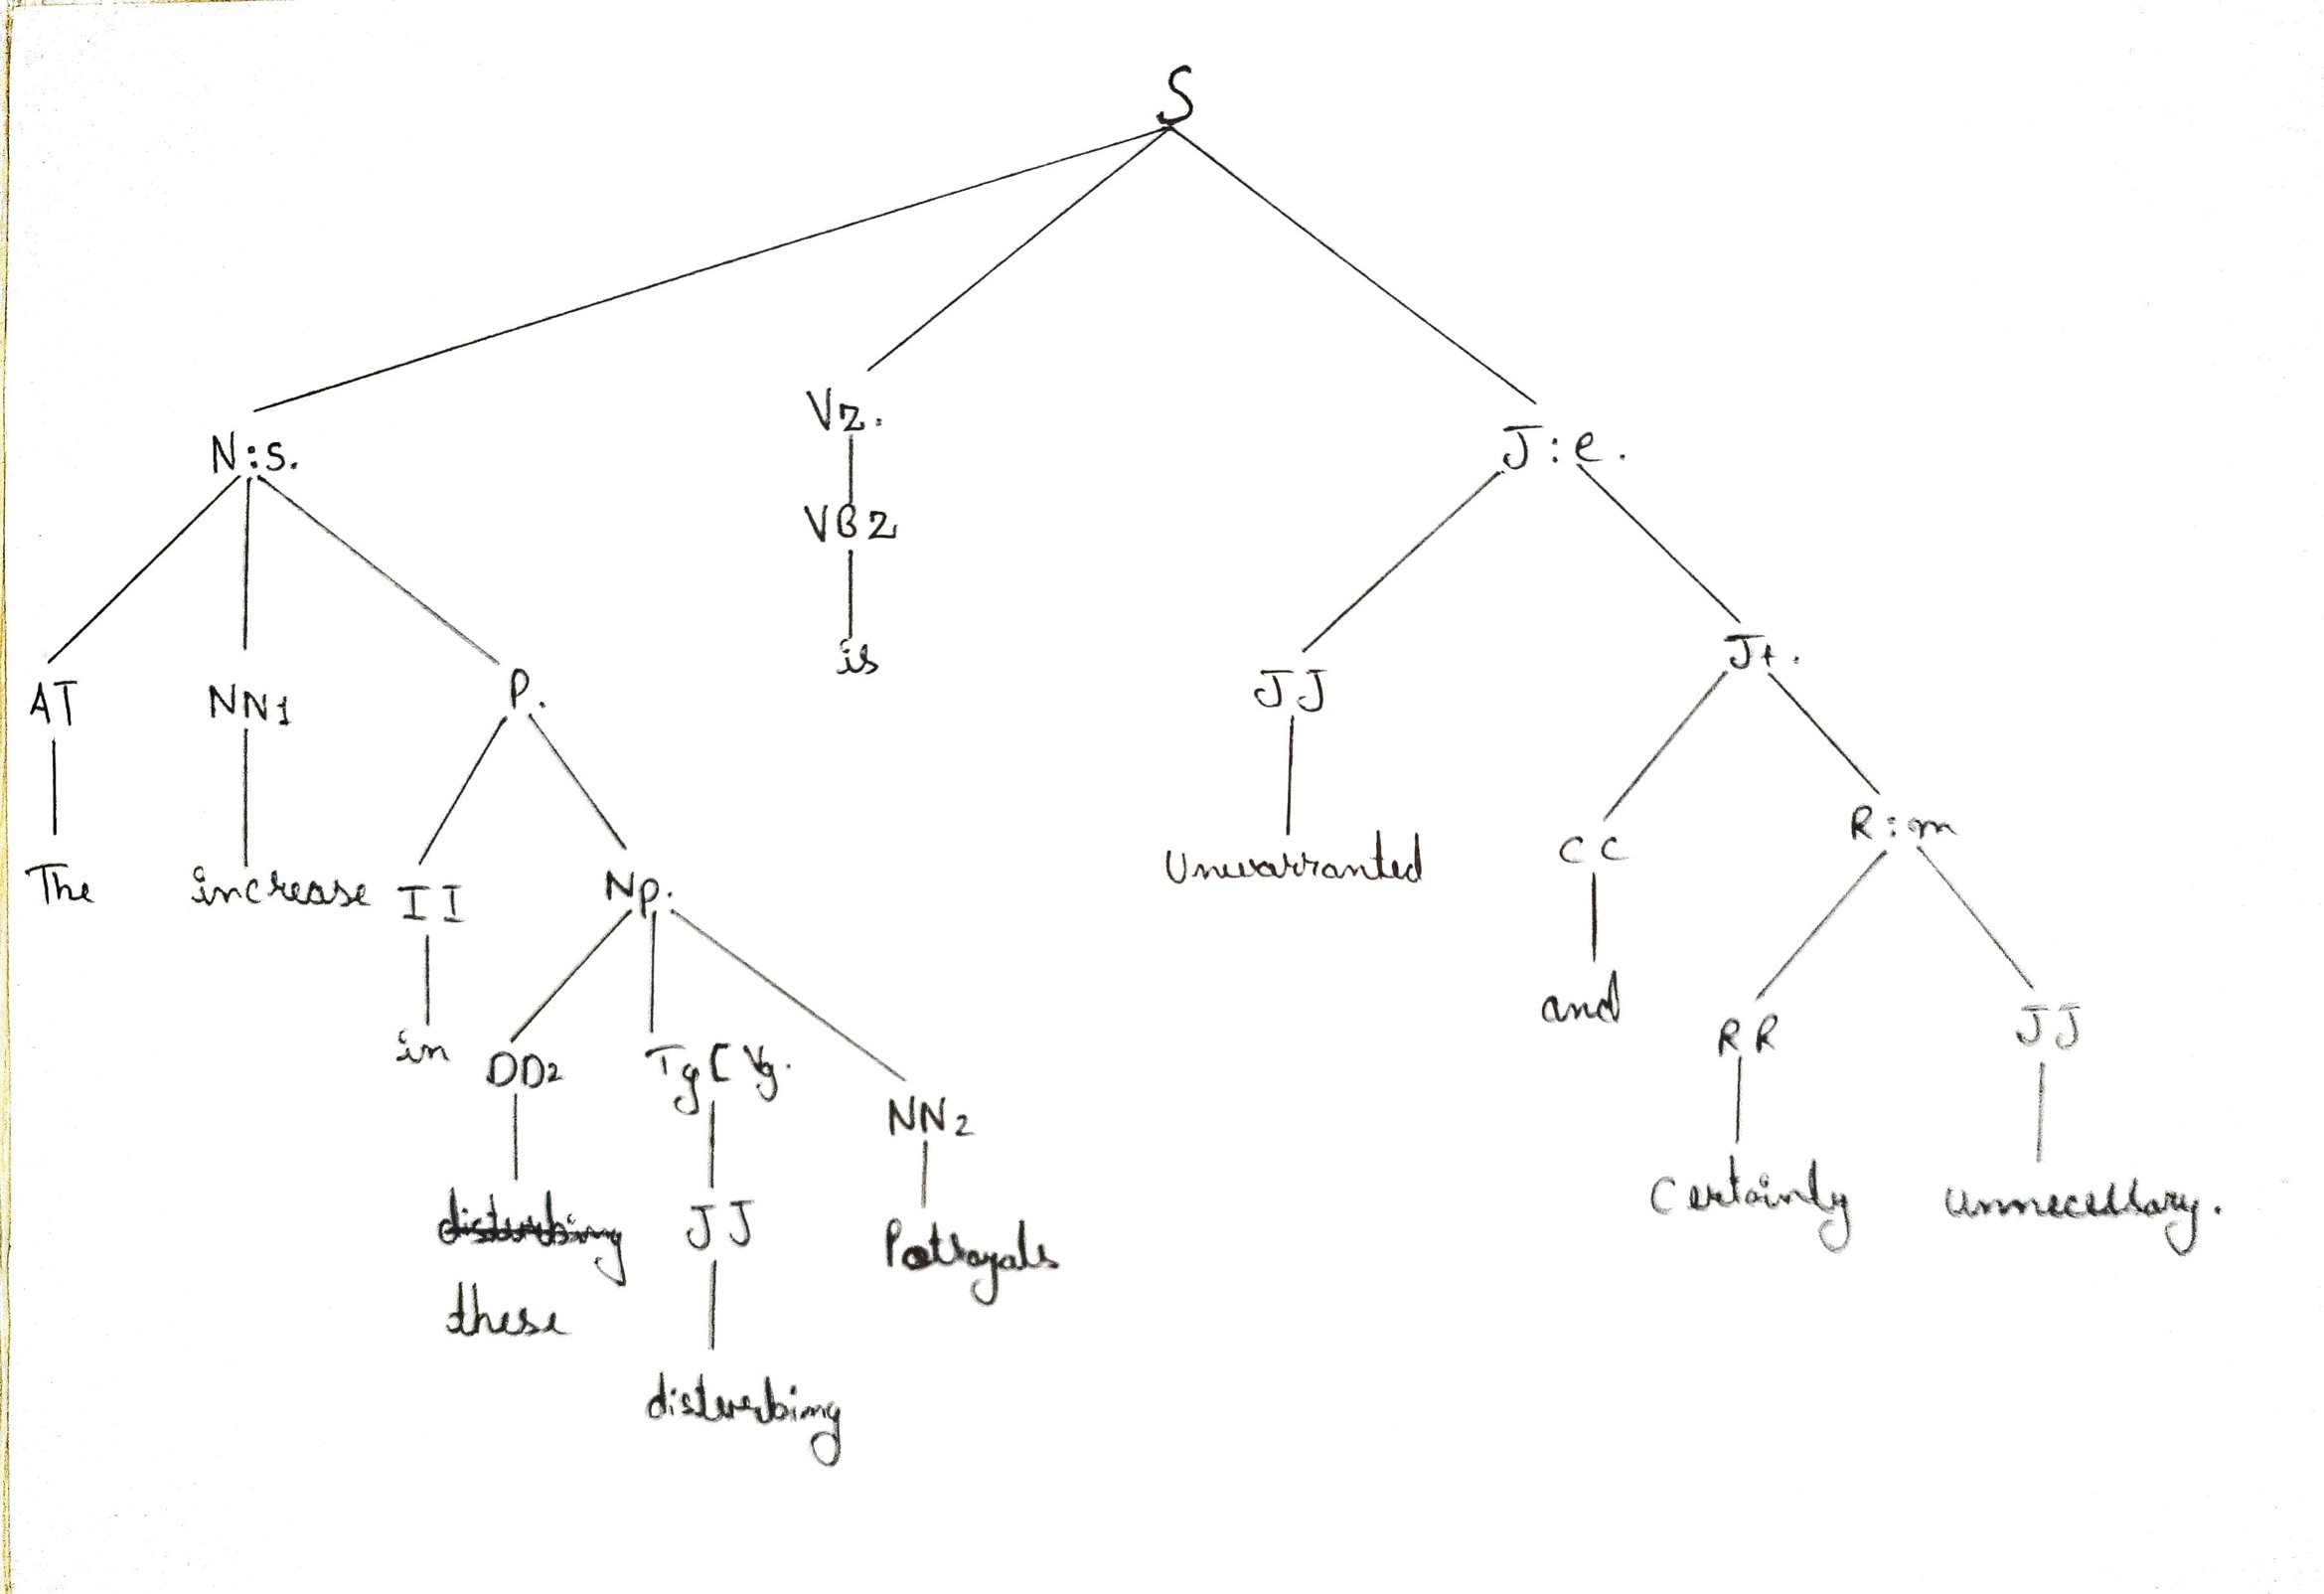 S
N:s.
Vz.
J:e.
VBZ
is
AT
NN1
P.
JJ
J+.
The
increase
II
Np.
Unwarranted
CC
R:m
in
DD2
Tg[Vg.
NN2
and
RR
JJ
disturbing
these
JJ
Potrayals
Certainly
unnecessary.
disturbing